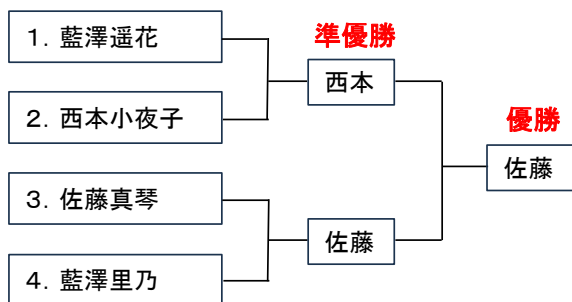 1. 藍澤遥花
準優勝
西本
2. 西本小夜子
優勝
佐藤
3. 佐藤真琴
佐藤
4. 藍澤里乃